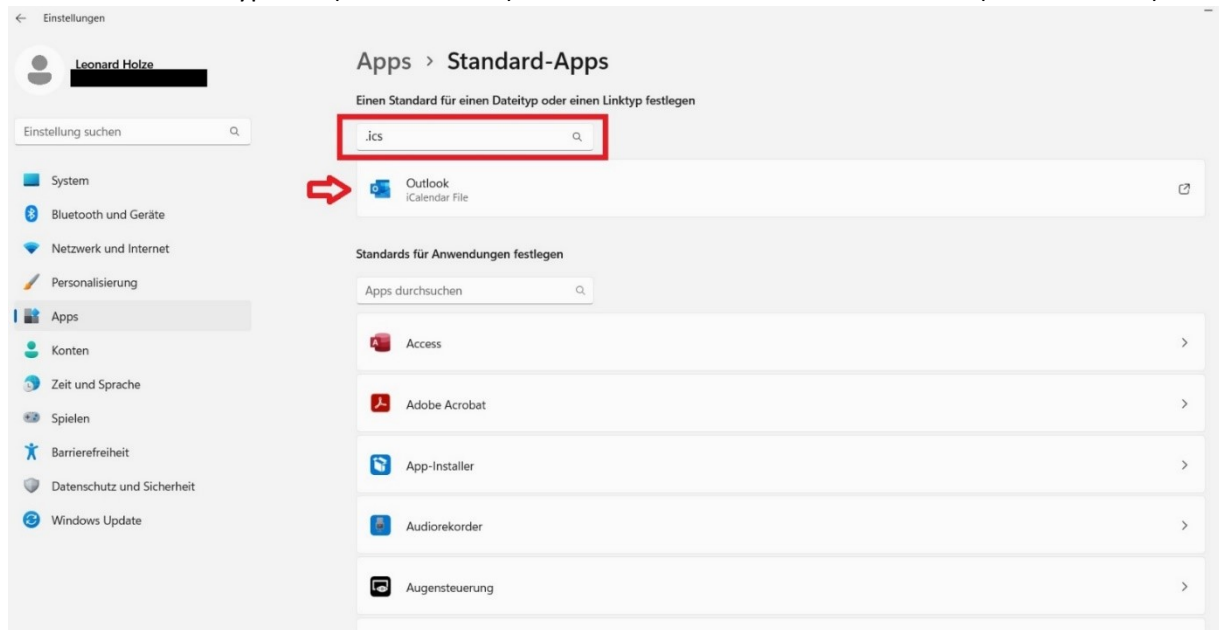 ← Einstellungen
Leonard Holze
Einstellung suchen
System
Bluetooth und Geräte
Netzwerk und Internet
Personalisierung
Apps
Konten
Zeit und Sprache
Spielen
Barrierefreiheit
Datenschutz und Sicherheit
Windows Update
Apps > Standard-Apps
Einen Standard für einen Dateityp oder einen Linktyp festlegen
.ics
Outlook
iCalendar File
Standards für Anwendungen festlegen
Apps durchsuchen
Access
Adobe Acrobat
App-Installer
Audiorekorder
Augensteuerung